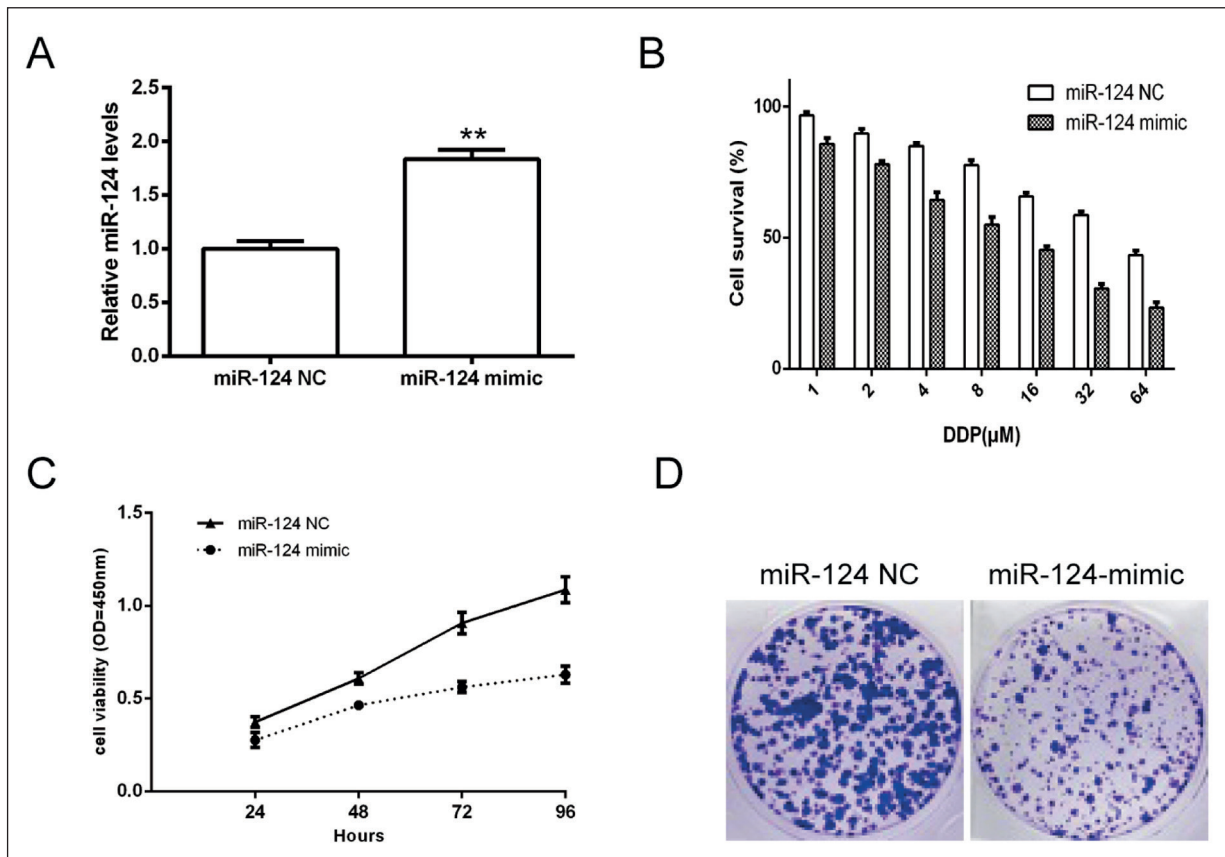 A
Relative miR-124 levels
2.5
2.0
1.5
1.0
0.5
0.0
**
miR-124 NC
miR-124 mimic
B
Cell survival (%)
100
50
0
miR-124 NC
miR-124 mimic
1
2
4
8
16
32
64
DDP(μM)
C
cell viability (OD=450nm)
1.5
1.0
0.5
0.0
miR-124 NC
miR-124 mimic
24
48
72
96
Hours
D
miR-124 NC
miR-124-mimic